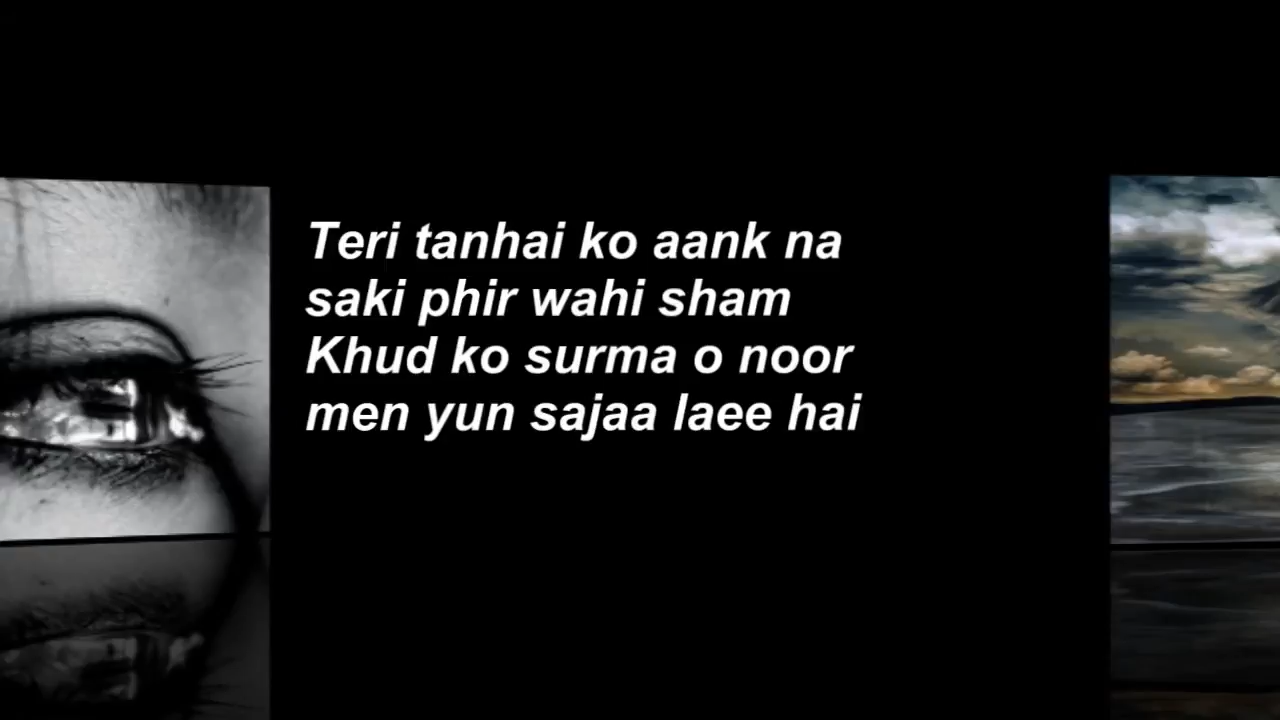 Teri tanhai ko aank na
saki phir wahi sham
Khud ko surma o noor
men yun sajaa laee hai